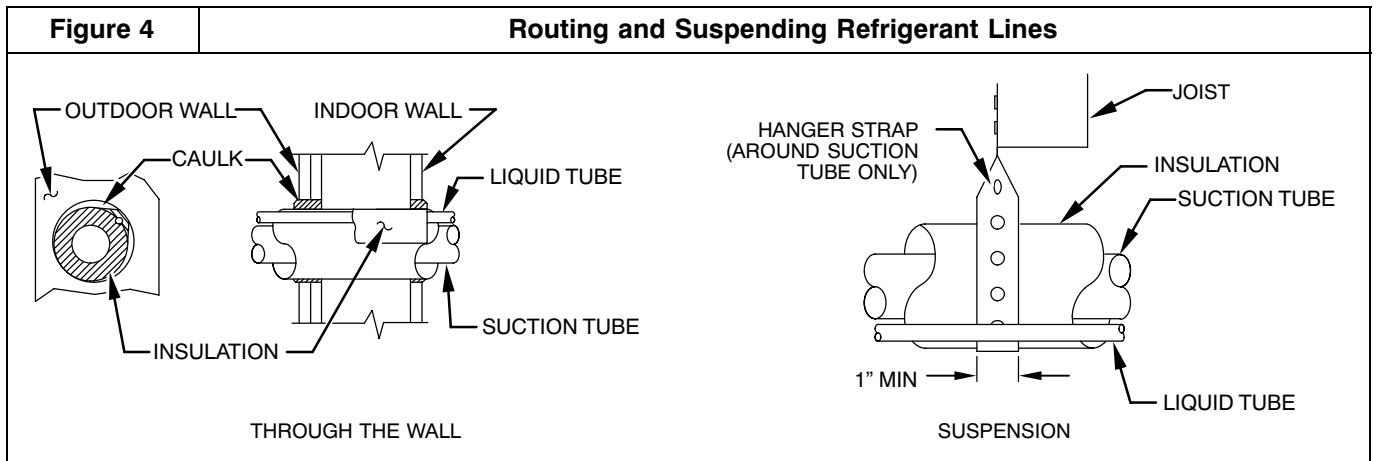 Figure 4
Routing and Suspending Refrigerant Lines
OUTDOOR WALL
INDOOR WALL
CAULK
LIQUID TUBE
SUCTION TUBE
INSULATION
THROUGH THE WALL
JOIST
HANGER STRAP
(AROUND SUCTION
TUBE ONLY)
INSULATION
SUCTION TUBE
1” MIN
LIQUID TUBE
SUSPENSION